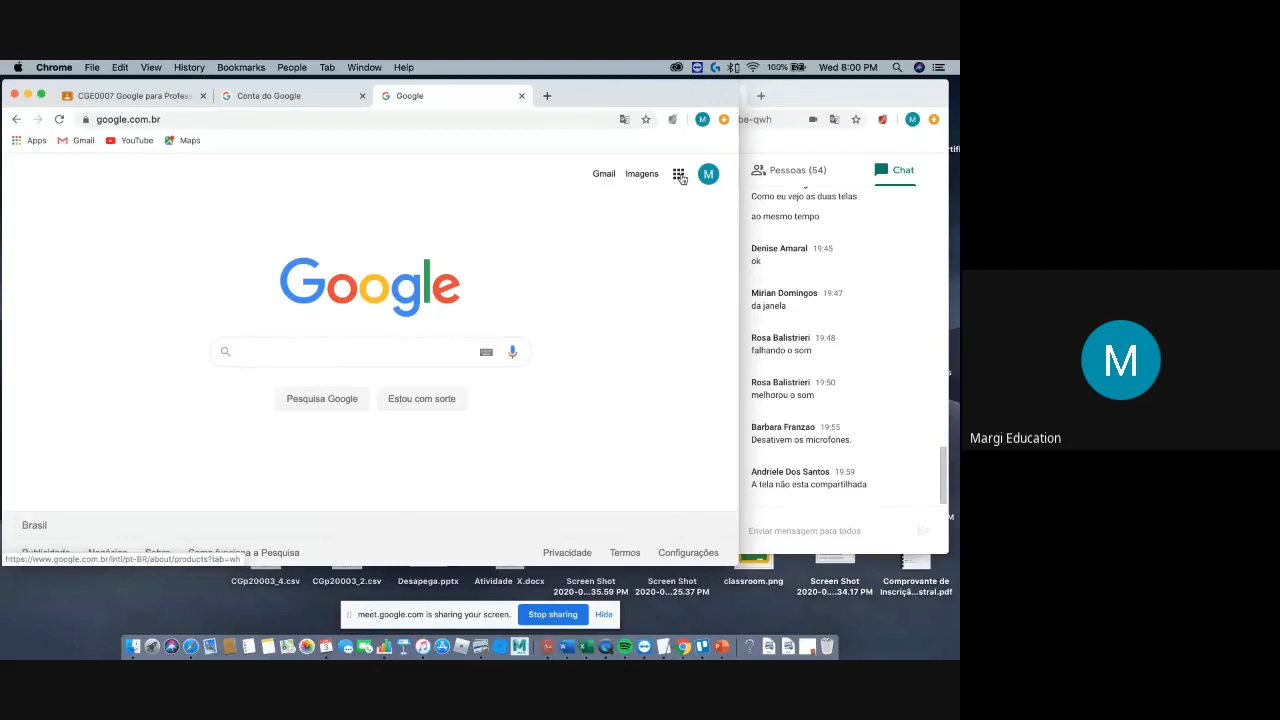 Chrome File Edit View History Bookmarks People Tab Window Help 100% Wed 8:00 PM
CGE0007 Google para Profess
Conta do Google
Google
google.com.br
be-qwh
Apps Gmail YouTube Maps
Gmail Imagens M
Google
Pesquisa Google Estou com sorte
Brasil
Privacidade Termos Configurações
https://www.google.com.br/intl/pt-BR/about/products?tab=wh
Pessoas (54) Chat
Como eu vejo as duas telas
ao mesmo tempo
Denise Amaral 19:45
ok
Mirian Domingos 19:47
da janela
Rosa Balistrieri 19:48
falhando o som
Rosa Balistrieri 19:50
melhorou o som
Barbara Franzao 19:55
Desativem os microfones.
Andriele Dos Santos 19:59
A tela não esta compartilhada
Enviar mensagem para todos
CGp20003_4.csv
CGp20003_2.csv
Desapega.pptx
Atividade X.docx
Screen Shot
2020-0...35.59 PM
Screen Shot
2020-0...25.37 PM
classroom.png
Screen Shot
2020-0...34.17 PM
Comprovante de
Inscriçã...stral.pdf
meet.google.com is sharing your screen. Stop sharing Hide
M
Margi Education